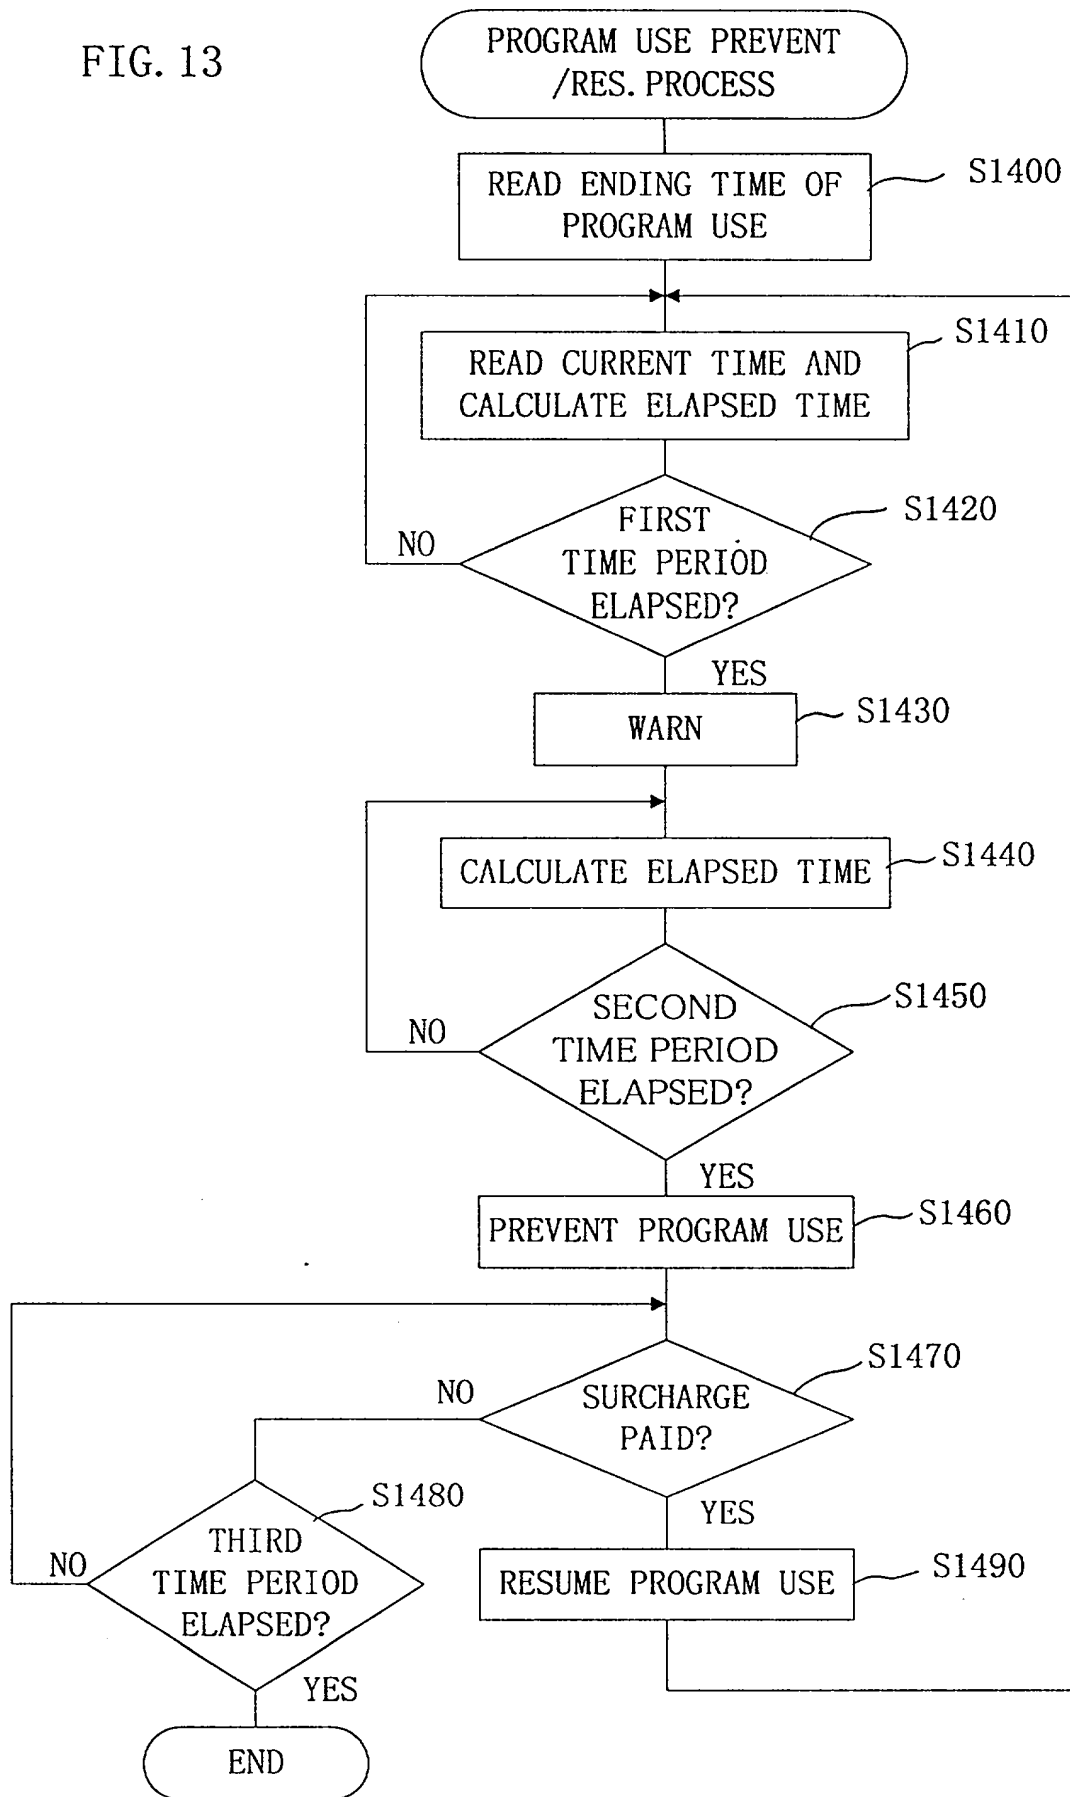 FIG. 13
PROGRAM USE PREVENT
/RES. PROCESS
READ ENDING TIME OF
PROGRAM USE
S1400
READ CURRENT TIME AND
CALCULATE ELAPSED TIME
S1410
FIRST
TIME PERIOD
ELAPSED?
S1420
NO
YES
WARN
S1430
CALCULATE ELAPSED TIME
S1440
SECOND
TIME PERIOD
ELAPSED?
S1450
NO
YES
PREVENT PROGRAM USE
S1460
SURCHARGE
PAID?
S1470
NO
YES
THIRD
TIME PERIOD
ELAPSED?
S1480
NO
YES
RESUME PROGRAM USE
S1490
END